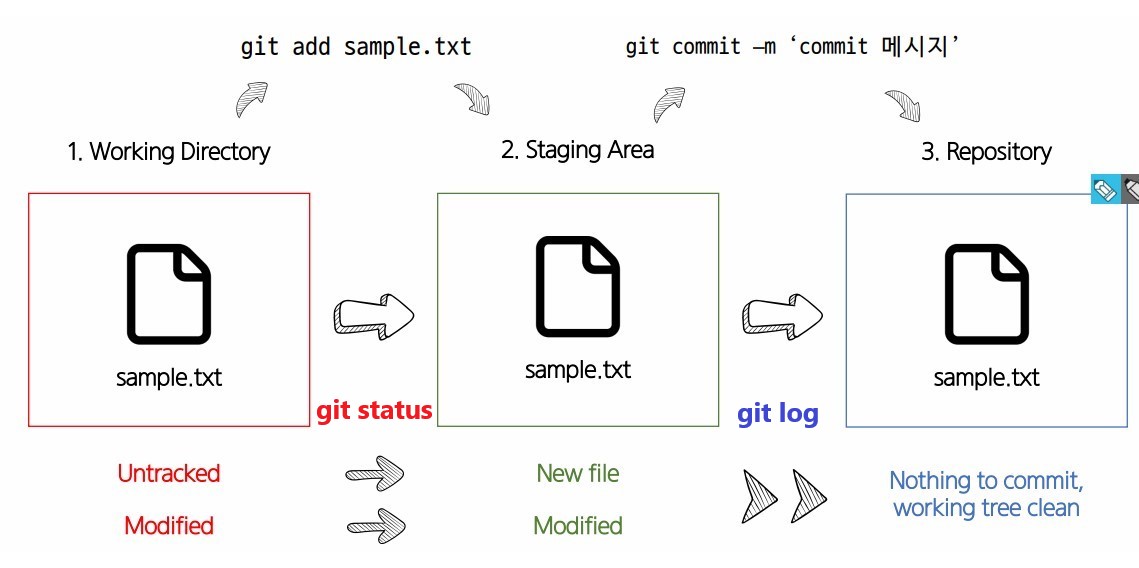 git add sample.txt
git commit –m ‘commit 메시지’
1. Working Directory
2. Staging Area
3. Repository
sample.txt
sample.txt
sample.txt
git status
git log
Untracked
New file
Nothing to commit,
working tree clean
Modified
Modified